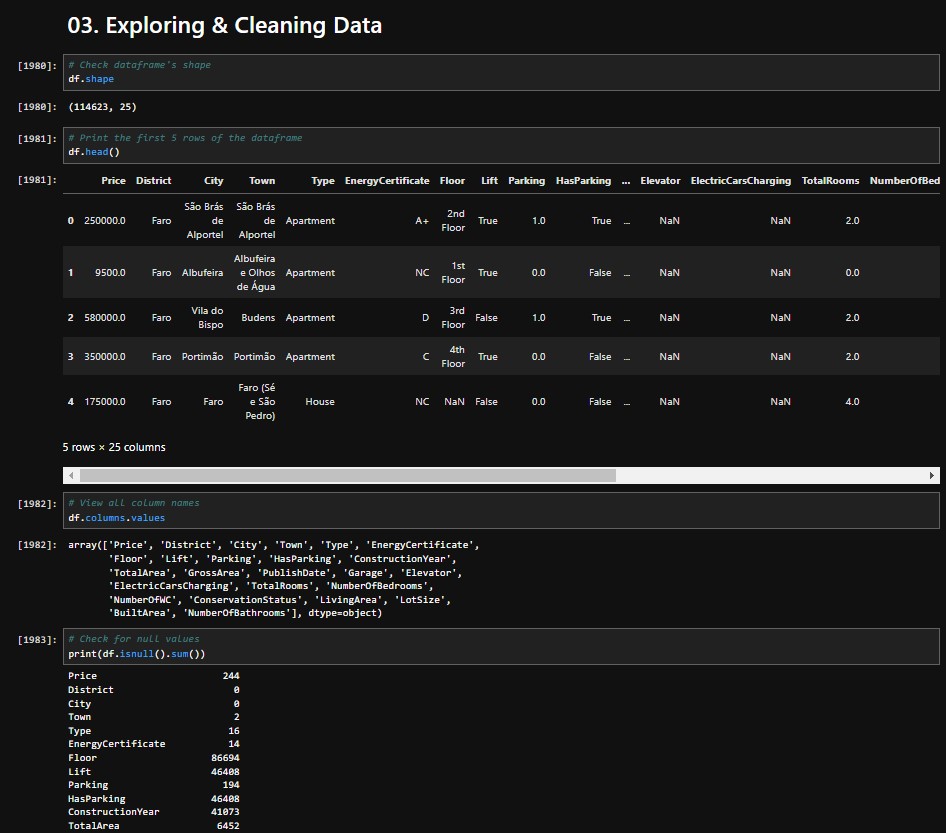 03. Exploring & Cleaning Data
[1980]: # Check dataframe's shape
df.shape
[1980]: (114623, 25)
[1981]: # Print the first 5 rows of the dataframe
df.head()
[1981]: Price District City Town Type EnergyCertificate Floor Lift Parking HasParking ... Elevator ElectricCarsCharging TotalRooms NumberOfBed
0 250000.0 Faro São Brás de Alportel São Brás de Alportel Apartment A+ 2nd Floor True 1.0 True ... NaN NaN 2.0
1 9500.0 Faro Albufeira Albufeira e Olhos de Água Apartment NC 1st Floor True 0.0 False ... NaN NaN 0.0
2 580000.0 Faro Vila do Bispo Budens Apartment D 3rd Floor False 1.0 True ... NaN NaN 2.0
3 350000.0 Faro Portimão Portimão Apartment C 4th Floor True 0.0 False ... NaN NaN 2.0
4 175000.0 Faro Faro Faro (Sé e São Pedro) House NC NaN False 0.0 False ... NaN NaN 4.0
5 rows × 25 columns
[1982]: # View all column names
df.columns.values
[1982]: array(['Price', 'District', 'City', 'Town', 'Type', 'EnergyCertificate',
'Floor', 'Lift', 'Parking', 'HasParking', 'ConstructionYear',
'TotalArea', 'GrossArea', 'PublishDate', 'Garage', 'Elevator',
'ElectricCarsCharging', 'TotalRooms', 'NumberOfBedrooms',
'NumberOfWC', 'ConservationStatus', 'LivingArea', 'LotSize',
'BuiltArea', 'NumberOfBathrooms'], dtype=object)
[1983]: # Check for null values
print(df.isnull().sum())
Price 244
District 0
City 0
Town 2
Type 16
EnergyCertificate 14
Floor 86694
Lift 46408
Parking 194
HasParking 46408
ConstructionYear 41073
TotalArea 6452